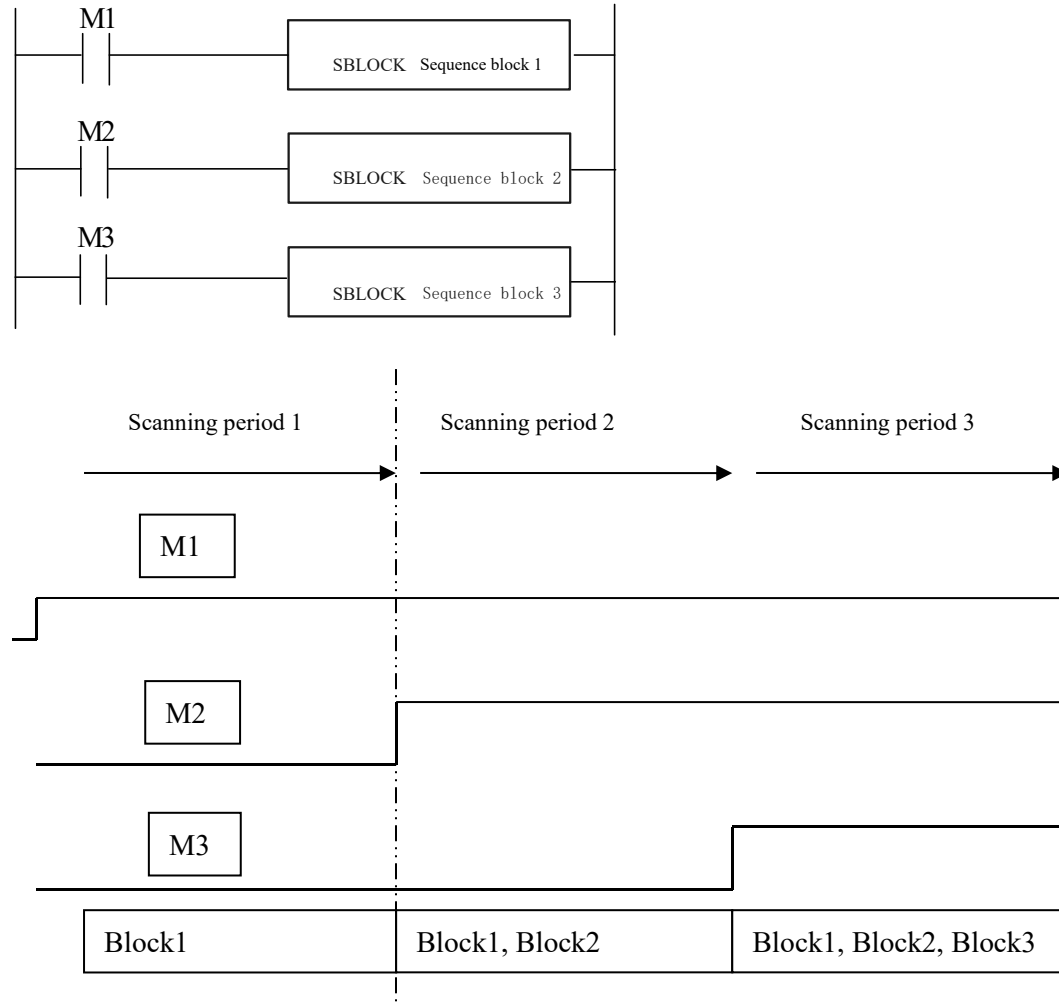 M1
SBLOCK Sequence block 1
M2
SBLOCK Sequence block 2
M3
SBLOCK Sequence block 3
Scanning period 1 Scanning period 2 Scanning period 3
M1
M2
M3
Block1 Block1, Block2 Block1, Block2, Block3